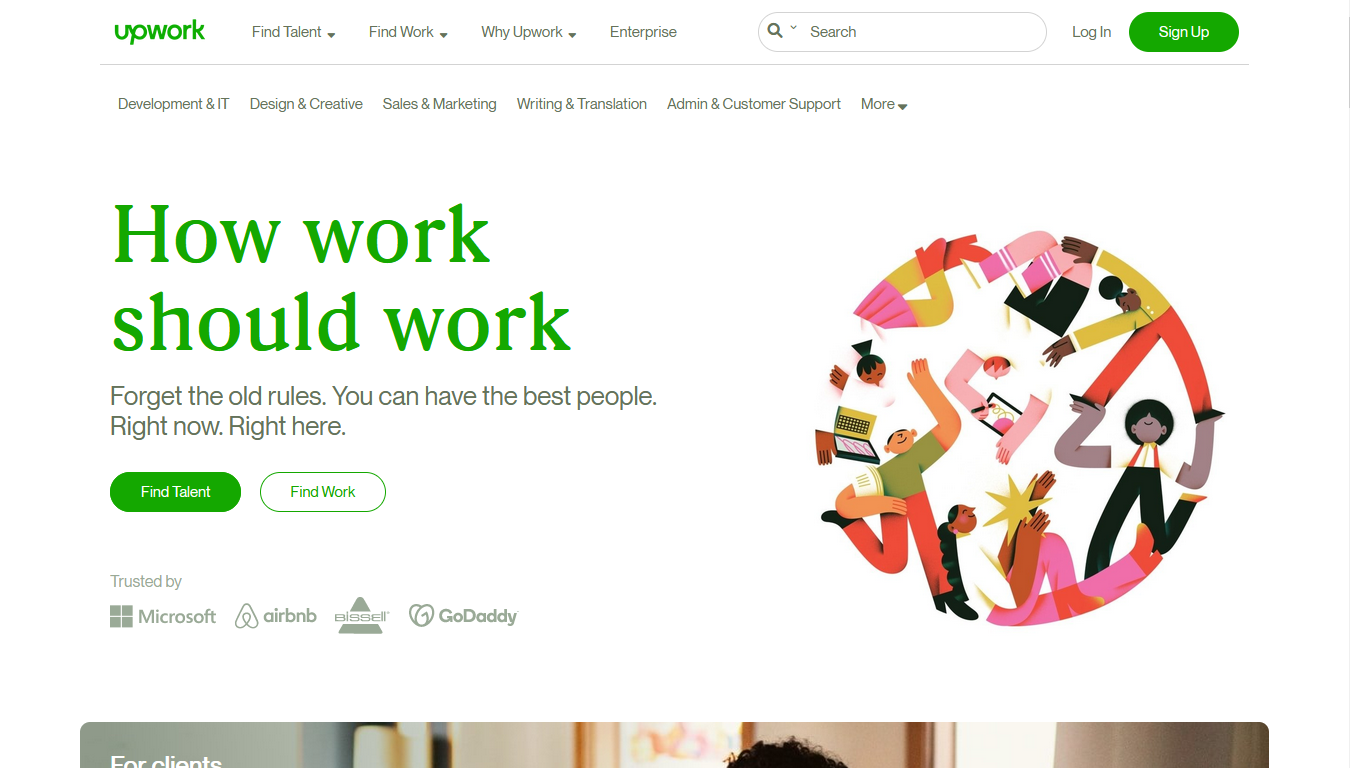 upwork Find Talent Find Work Why Upwork Enterprise Search Log In Sign Up
Development & IT Design & Creative Sales & Marketing Writing & Translation Admin & Customer Support More
How work
should work
Forget the old rules. You can have the best people.
Right now. Right here.
Find Talent Find Work
Trusted by
Microsoft airbnb BISSELL GoDaddy
For clients